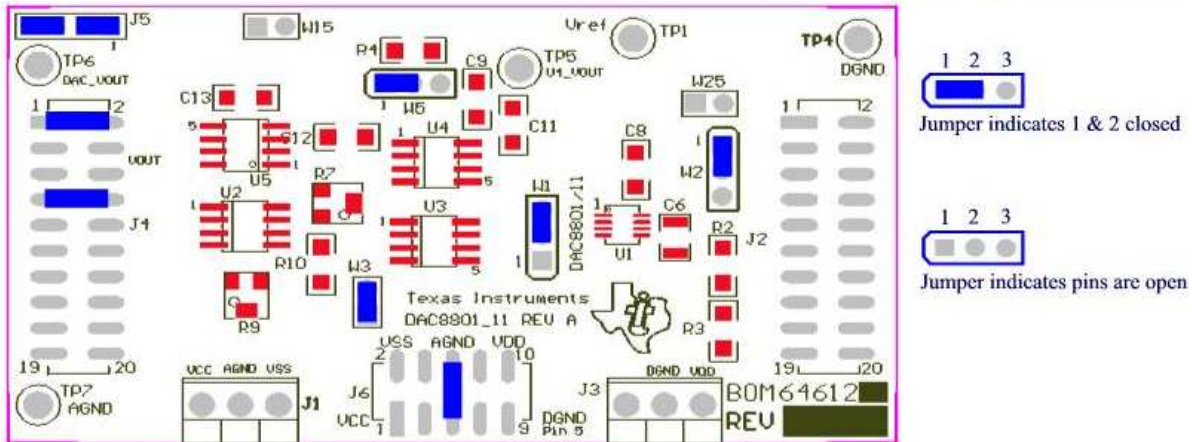 J5
1
W15
Vref
TP1
TP4
DGND
TP6
DAC_VOUT
R4
C9
TP5
U4_VOUT
W5
1
W25
C13
C12
C11
C8
1
2
VOUT
J4
19
20
5
1
U5
1
U4
5
R7
U2
1
U3
1
5
R10
R9
W3
W1
1
DAC8801/11
1
U1
C6
W2
1
R2
J2
R3
1
2
19
20
Texas Instruments
DAC8801_11 REV A
VSS AGND VDD
2
10
J6
VCC
1
9
DGND
Pin 5
TP7
AGND
VCC AGND VSS
J1
J3
DGND VDD
BOM64612
REV
1 2 3
Jumper indicates 1 & 2 closed
1 2 3
Jumper indicates pins are open